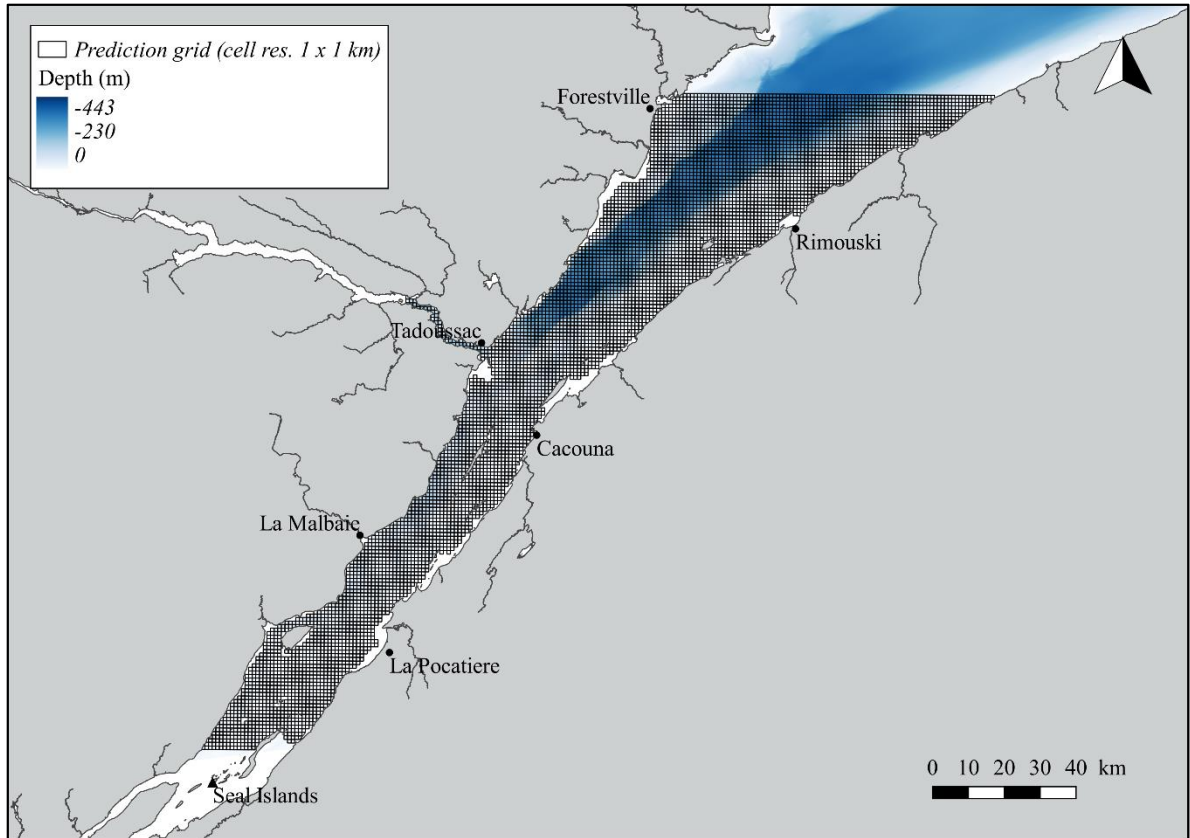 Prediction grid (cell res. 1 x 1 km)
Depth (m)
-443
-230
0
Forestville
Rimouski
Tadoussac
Cacouna
La Malbaie
La Pocatiere
Seal Islands
0 10 20 30 40 km